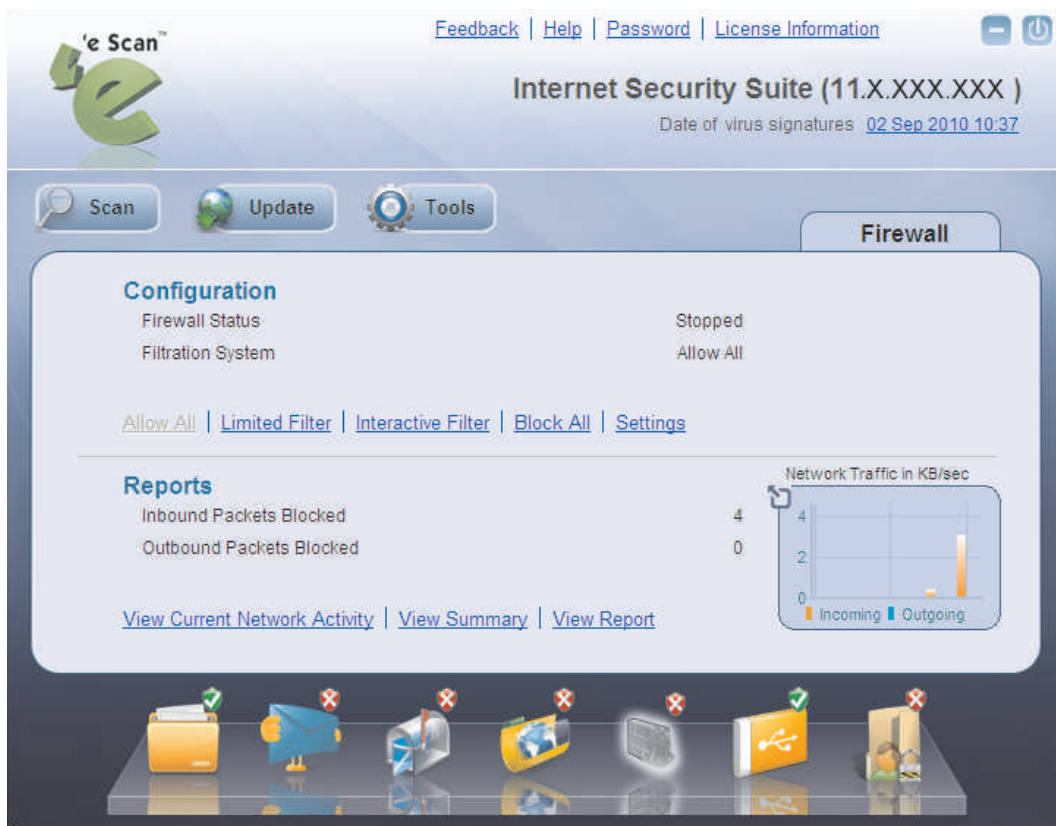 'e Scan™
Feedback | Help | Password | License Information
Internet Security Suite (11.X.XXX.XXX )
Date of virus signatures 02 Sep 2010 10:37
Scan
Update
Tools
Firewall
Configuration
Firewall Status Stopped
Filtration System Allow All
Allow All | Limited Filter | Interactive Filter | Block All | Settings
Reports
Inbound Packets Blocked 4
Outbound Packets Blocked 0
Network Traffic in KB/sec
4
2
0
Incoming Outgoing
View Current Network Activity | View Summary | View Report